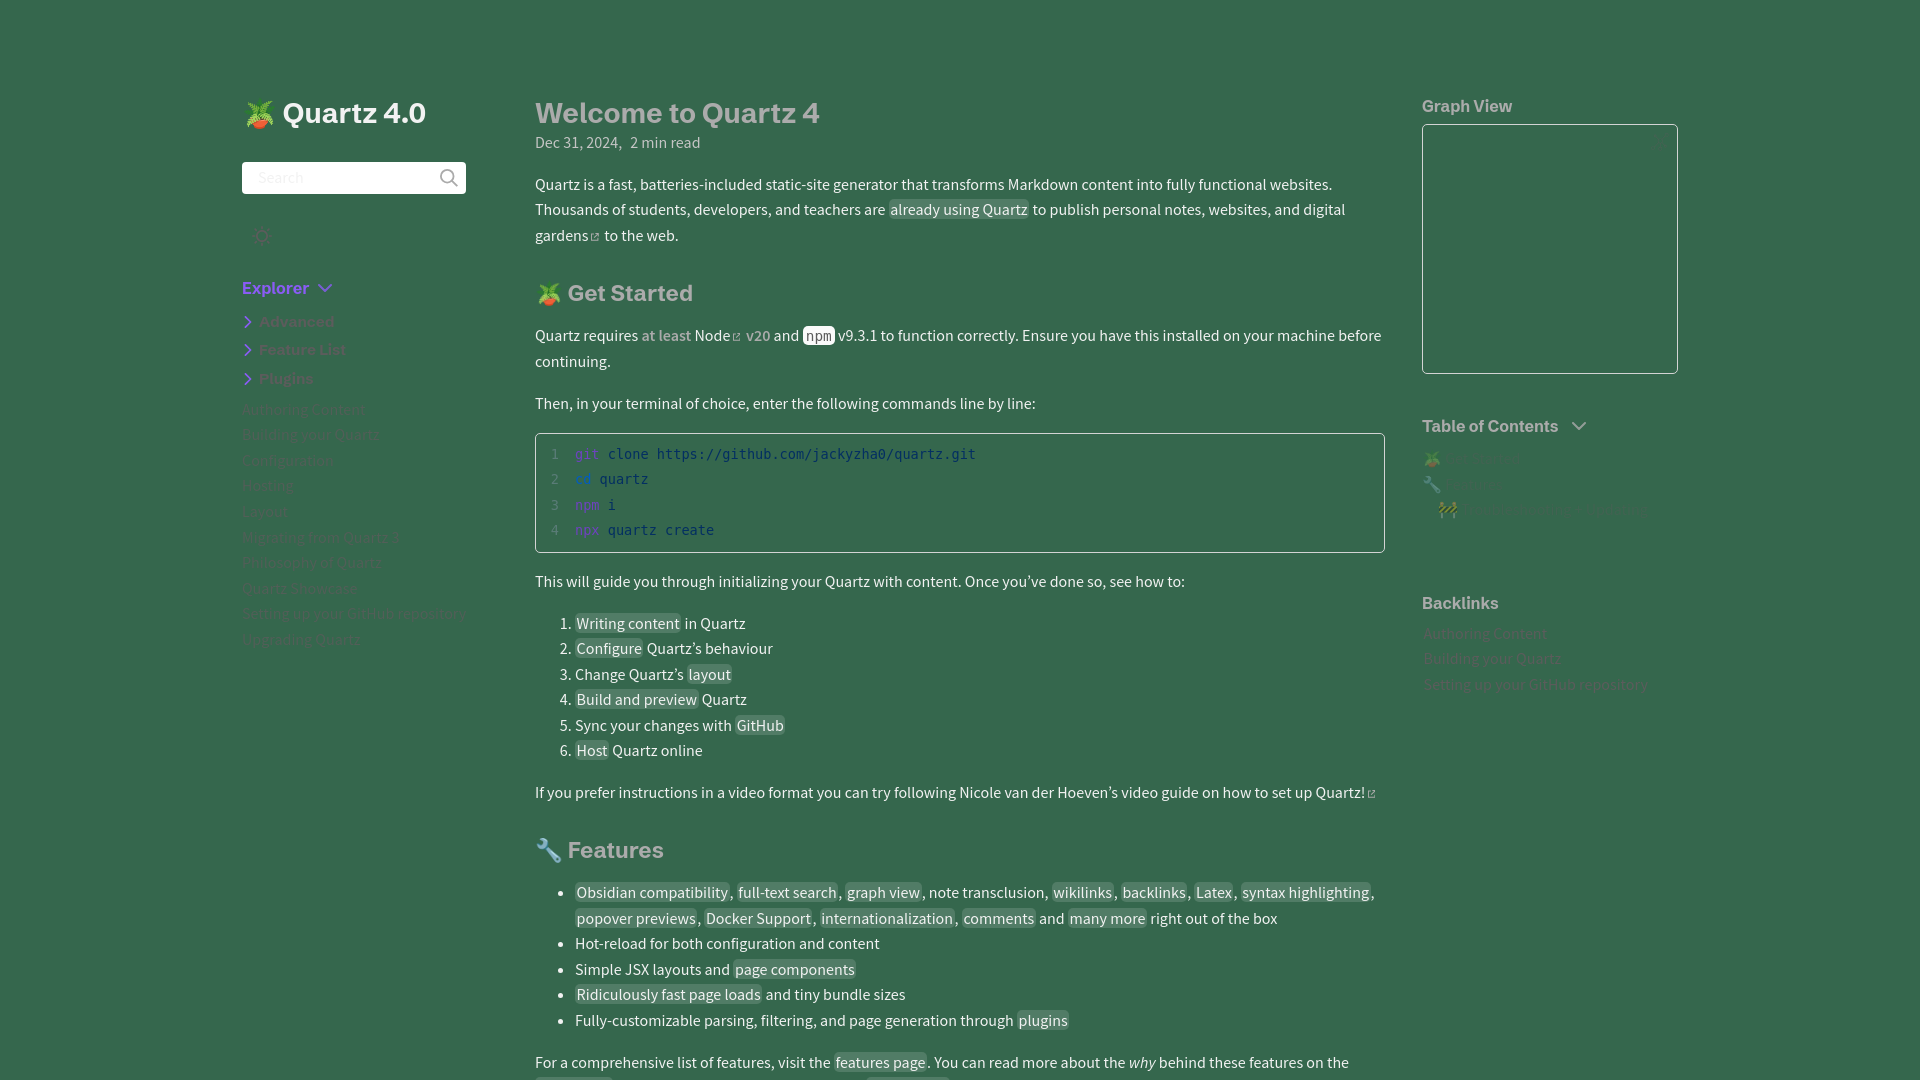 Quartz 4.0
Search
Explorer
Advanced
Feature List
Plugins
Authoring Content
Building your Quartz
Configuration
Hosting
Layout
Migrating from Quartz 3
Philosophy of Quartz
Quartz Showcase
Setting up your GitHub repository
Upgrading Quartz
Welcome to Quartz 4
Dec 31, 2024, 2 min read
Quartz is a fast, batteries-included static-site generator that transforms Markdown content into fully functional websites.
Thousands of students, developers, and teachers are already using Quartz to publish personal notes, websites, and digital
gardens to the web.
🪴 Get Started
Quartz requires at least Node v20 and npm v9.3.1 to function correctly. Ensure you have this installed on your machine before
continuing.
Then, in your terminal of choice, enter the following commands line by line:
1 git clone https://github.com/jackyzha0/quartz.git
2 cd quartz
3 npm i
4 npx quartz create
This will guide you through initializing your Quartz with content. Once you’ve done so, see how to:
1. Writing content in Quartz
2. Configure Quartz’s behaviour
3. Change Quartz’s layout
4. Build and preview Quartz
5. Sync your changes with GitHub
6. Host Quartz online
If you prefer instructions in a video format you can try following Nicole van der Hoeven’s video guide on how to set up Quartz!
🔧 Features
• Obsidian compatibility, full-text search, graph view, note transclusion, wikilinks, backlinks, Latex, syntax highlighting,
popover previews, Docker Support, internationalization, comments and many more right out of the box
• Hot-reload for both configuration and content
• Simple JSX layouts and page components
• Ridiculously fast page loads and tiny bundle sizes
• Fully-customizable parsing, filtering, and page generation through plugins
For a comprehensive list of features, visit the features page. You can read more about the why behind these features on the
Graph View
Table of Contents
Backlinks
Authoring Content
Building your Quartz
Setting up your GitHub repository